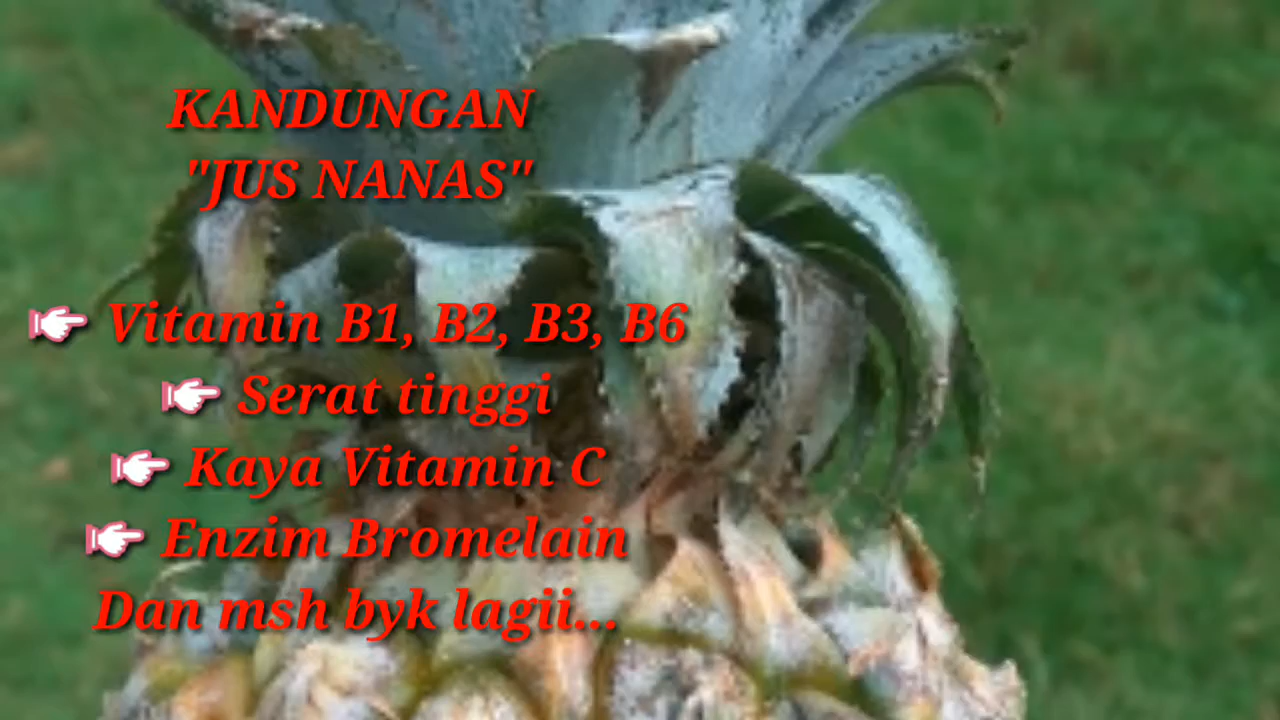 KANDUNGAN
"JUS NANAS"
👉 Vitamin B1, B2, B3, B6
👉 Serat tinggi
👉 Kaya Vitamin C
👉 Enzim Bromelain
Dan msh byk lagii...